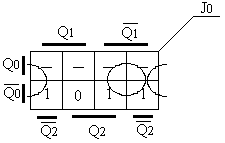 J0
Q1 Q̅1̅
Q0 – – – –
Q̅0̅ 1 0 1 1
Q̅2̅ Q2 Q̅2̅